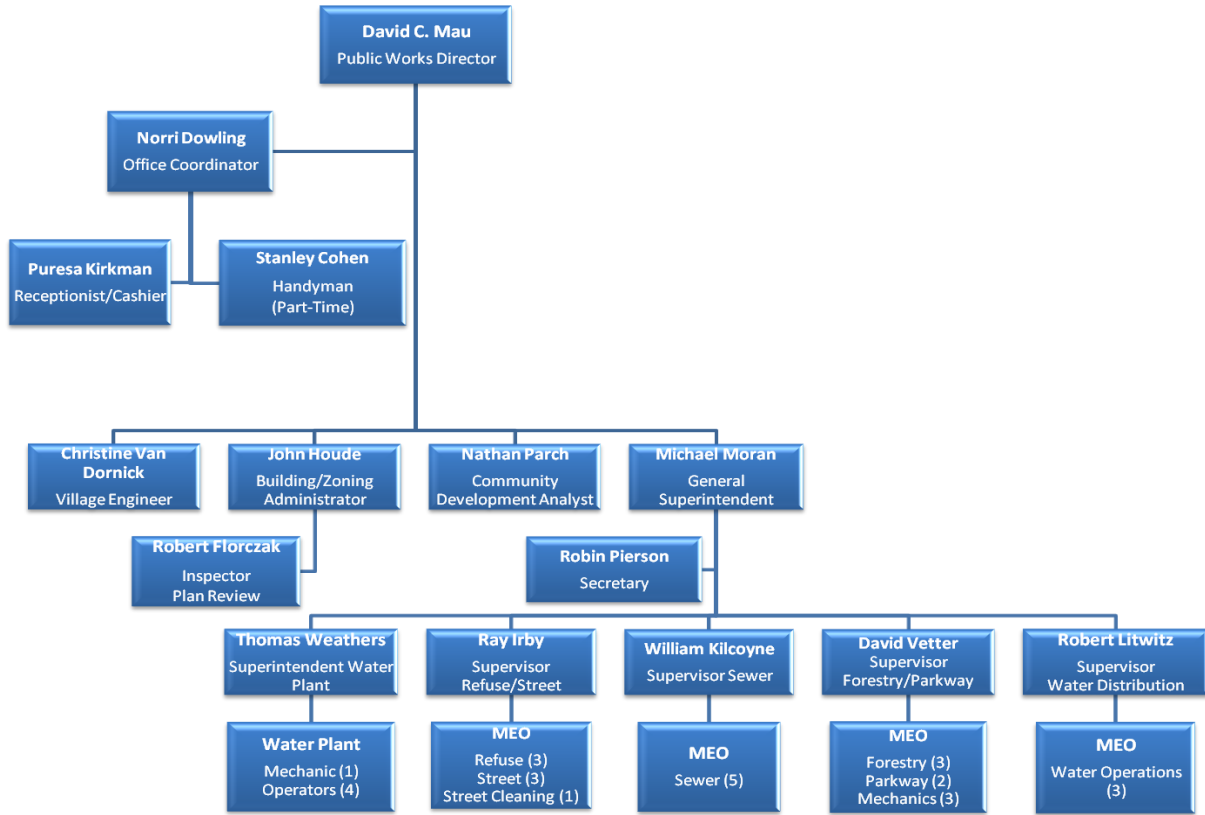 David C. Mau
Public Works Director
Norri Dowling
Office Coordinator
Puresa Kirkman
Receptionist/Cashier
Stanley Cohen
Handyman
(Part-Time)
Christine Van
Dornick
Village Engineer
John Houde
Building/Zoning
Administrator
Nathan Parch
Community
Development Analyst
Michael Moran
General
Superintendent
Robert Florczak
Inspector
Plan Review
Robin Pierson
Secretary
Thomas Weathers
Superintendent Water
Plant
Ray Irby
Supervisor
Refuse/Street
William Kilcoyne
Supervisor Sewer
David Vetter
Supervisor
Forestry/Parkway
Robert Litwitz
Supervisor
Water Distribution
Water Plant
Mechanic (1)
Operators (4)
MEO
Refuse (3)
Street (3)
Street Cleaning (1)
MEO
Sewer (5)
MEO
Forestry (3)
Parkway (2)
Mechanics (3)
MEO
Water Operations
(3)